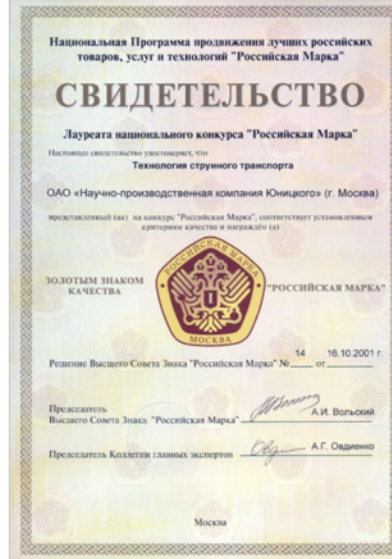 Национальная Программа продвижения лучших российских
товаров, услуг и технологий "Российская Марка"
СВИДЕТЕЛЬСТВО
Лауреата национального конкурса "Российская Марка"
Настоящее свидетельство удостоверяет, что
Технология струнного транспорта
ОАО «Научно-производственная компания Юницкого» (г. Москва)
представленный (ая) на конкурсе "Российская Марка", соответствует установленным
критериям качества и награждён (а)
ЗОЛОТЫМ ЗНАКОМ
КАЧЕСТВА
РОССИЙСКАЯ МАРКА
МОСКВА
"РОССИЙСКАЯ МАРКА"
Решение Высшего Совета Знака "Российская Марка" № 14 от 16.10.2001 г.
Председатель
Высшего Совета Знака "Российская Марка" А.И. Вольский
Председатель Коллегии главных экспертов А.Г. Овдиенко
Москва